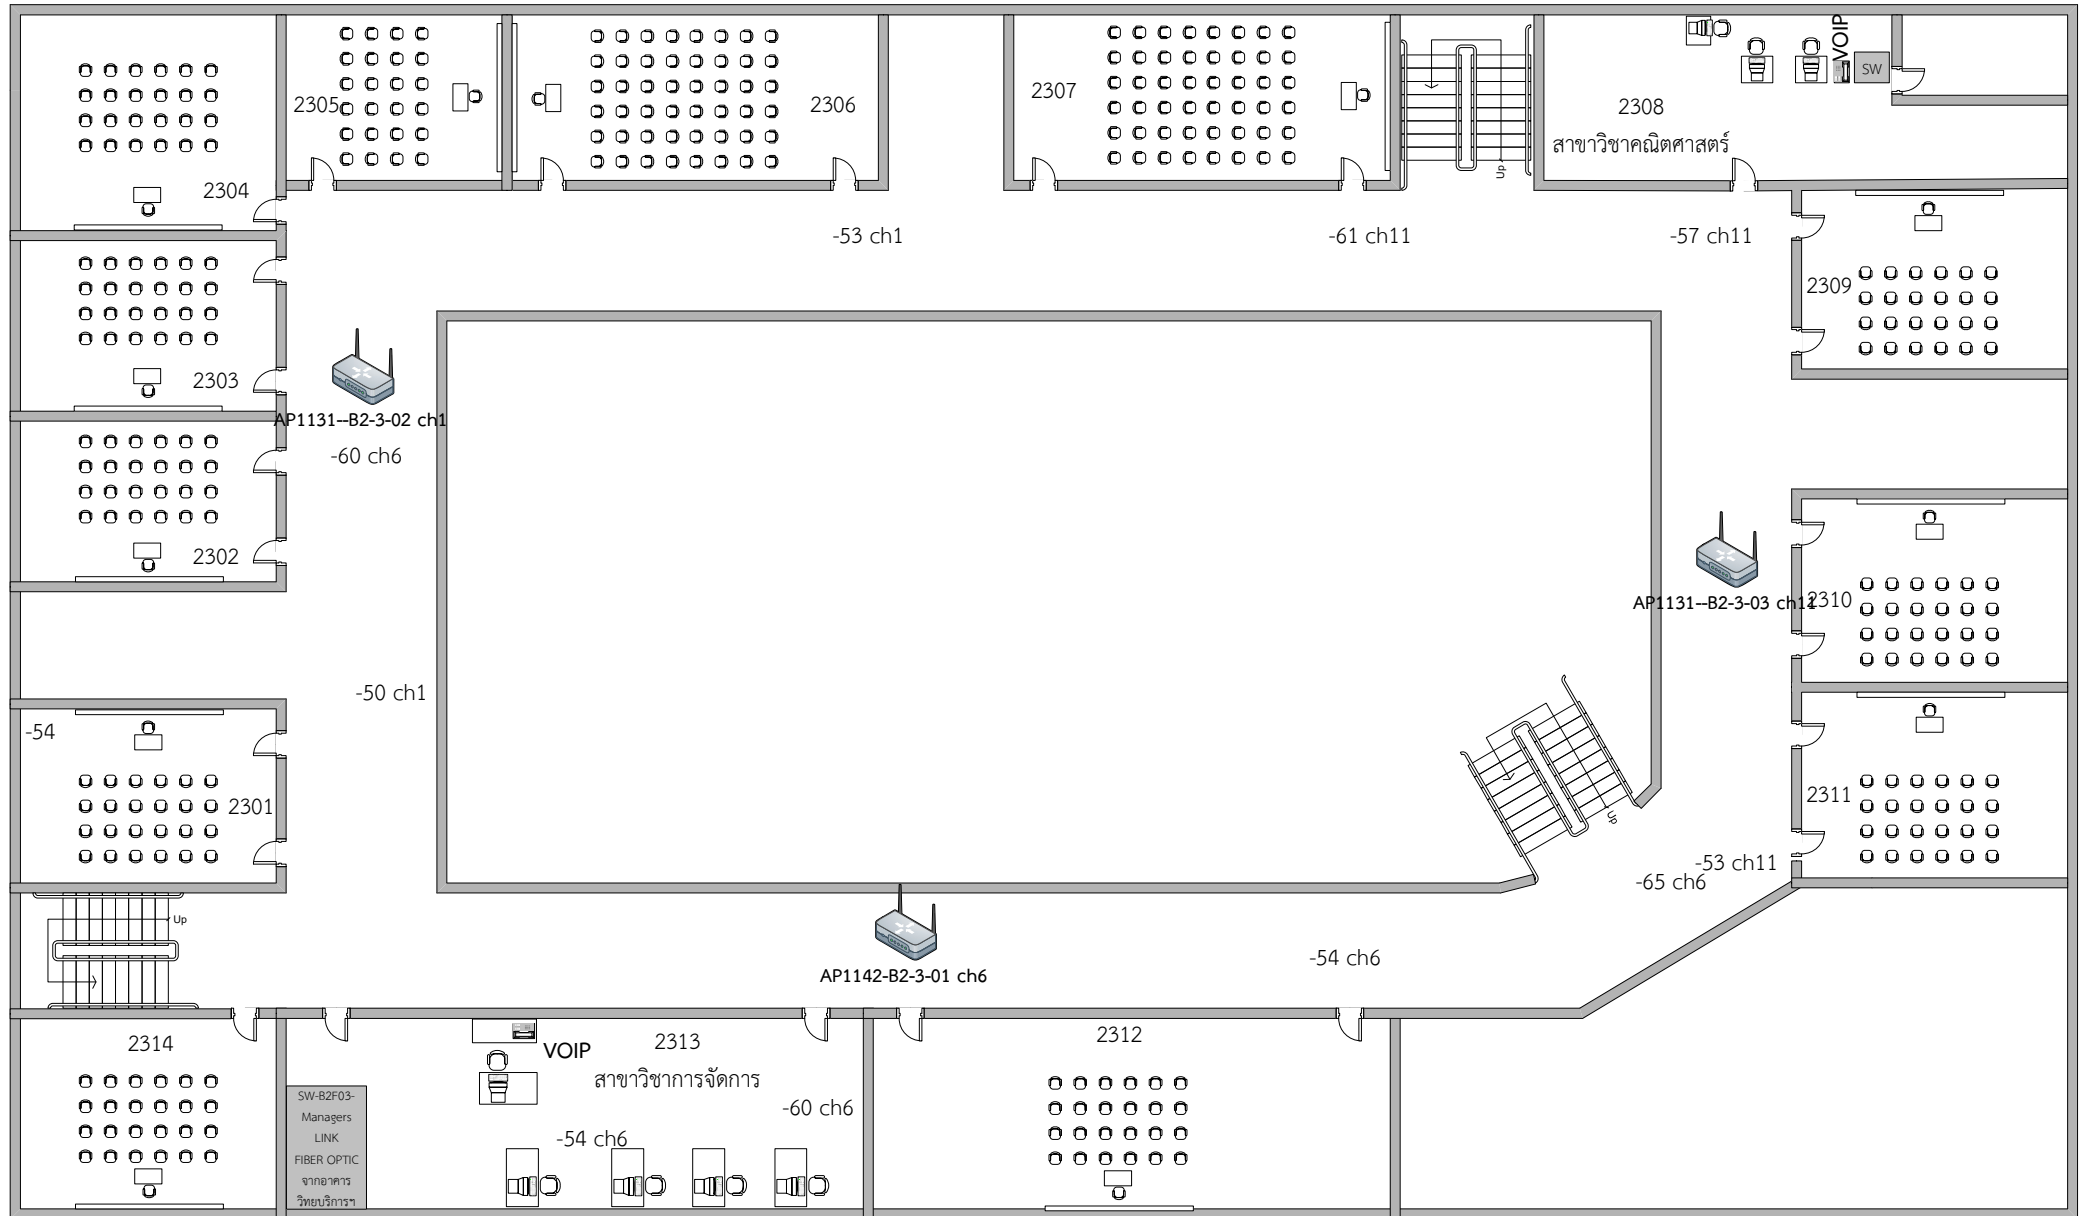 VOIP
SW
2305
2306
2307
2308
สาขาวิชาคณิตศาสตร์
Up
2304
-53 ch1
-61 ch11
-57 ch11
2309
2303
AP1131--B2-3-02 ch1
-60 ch6
2302
AP1131--B2-3-03 ch11
2310
-50 ch1
-54
2301
2311
Up
-53 ch11
-65 ch6
Up
-54 ch6
AP1142-B2-3-01 ch6
2314
2313
2312
VOIP
สาขาวิชาการจัดการ
SW-B2F03-
Managers
LINK
FIBER OPTIC
จากอาคาร
วิทยบริการฯ
-60 ch6
-54 ch6